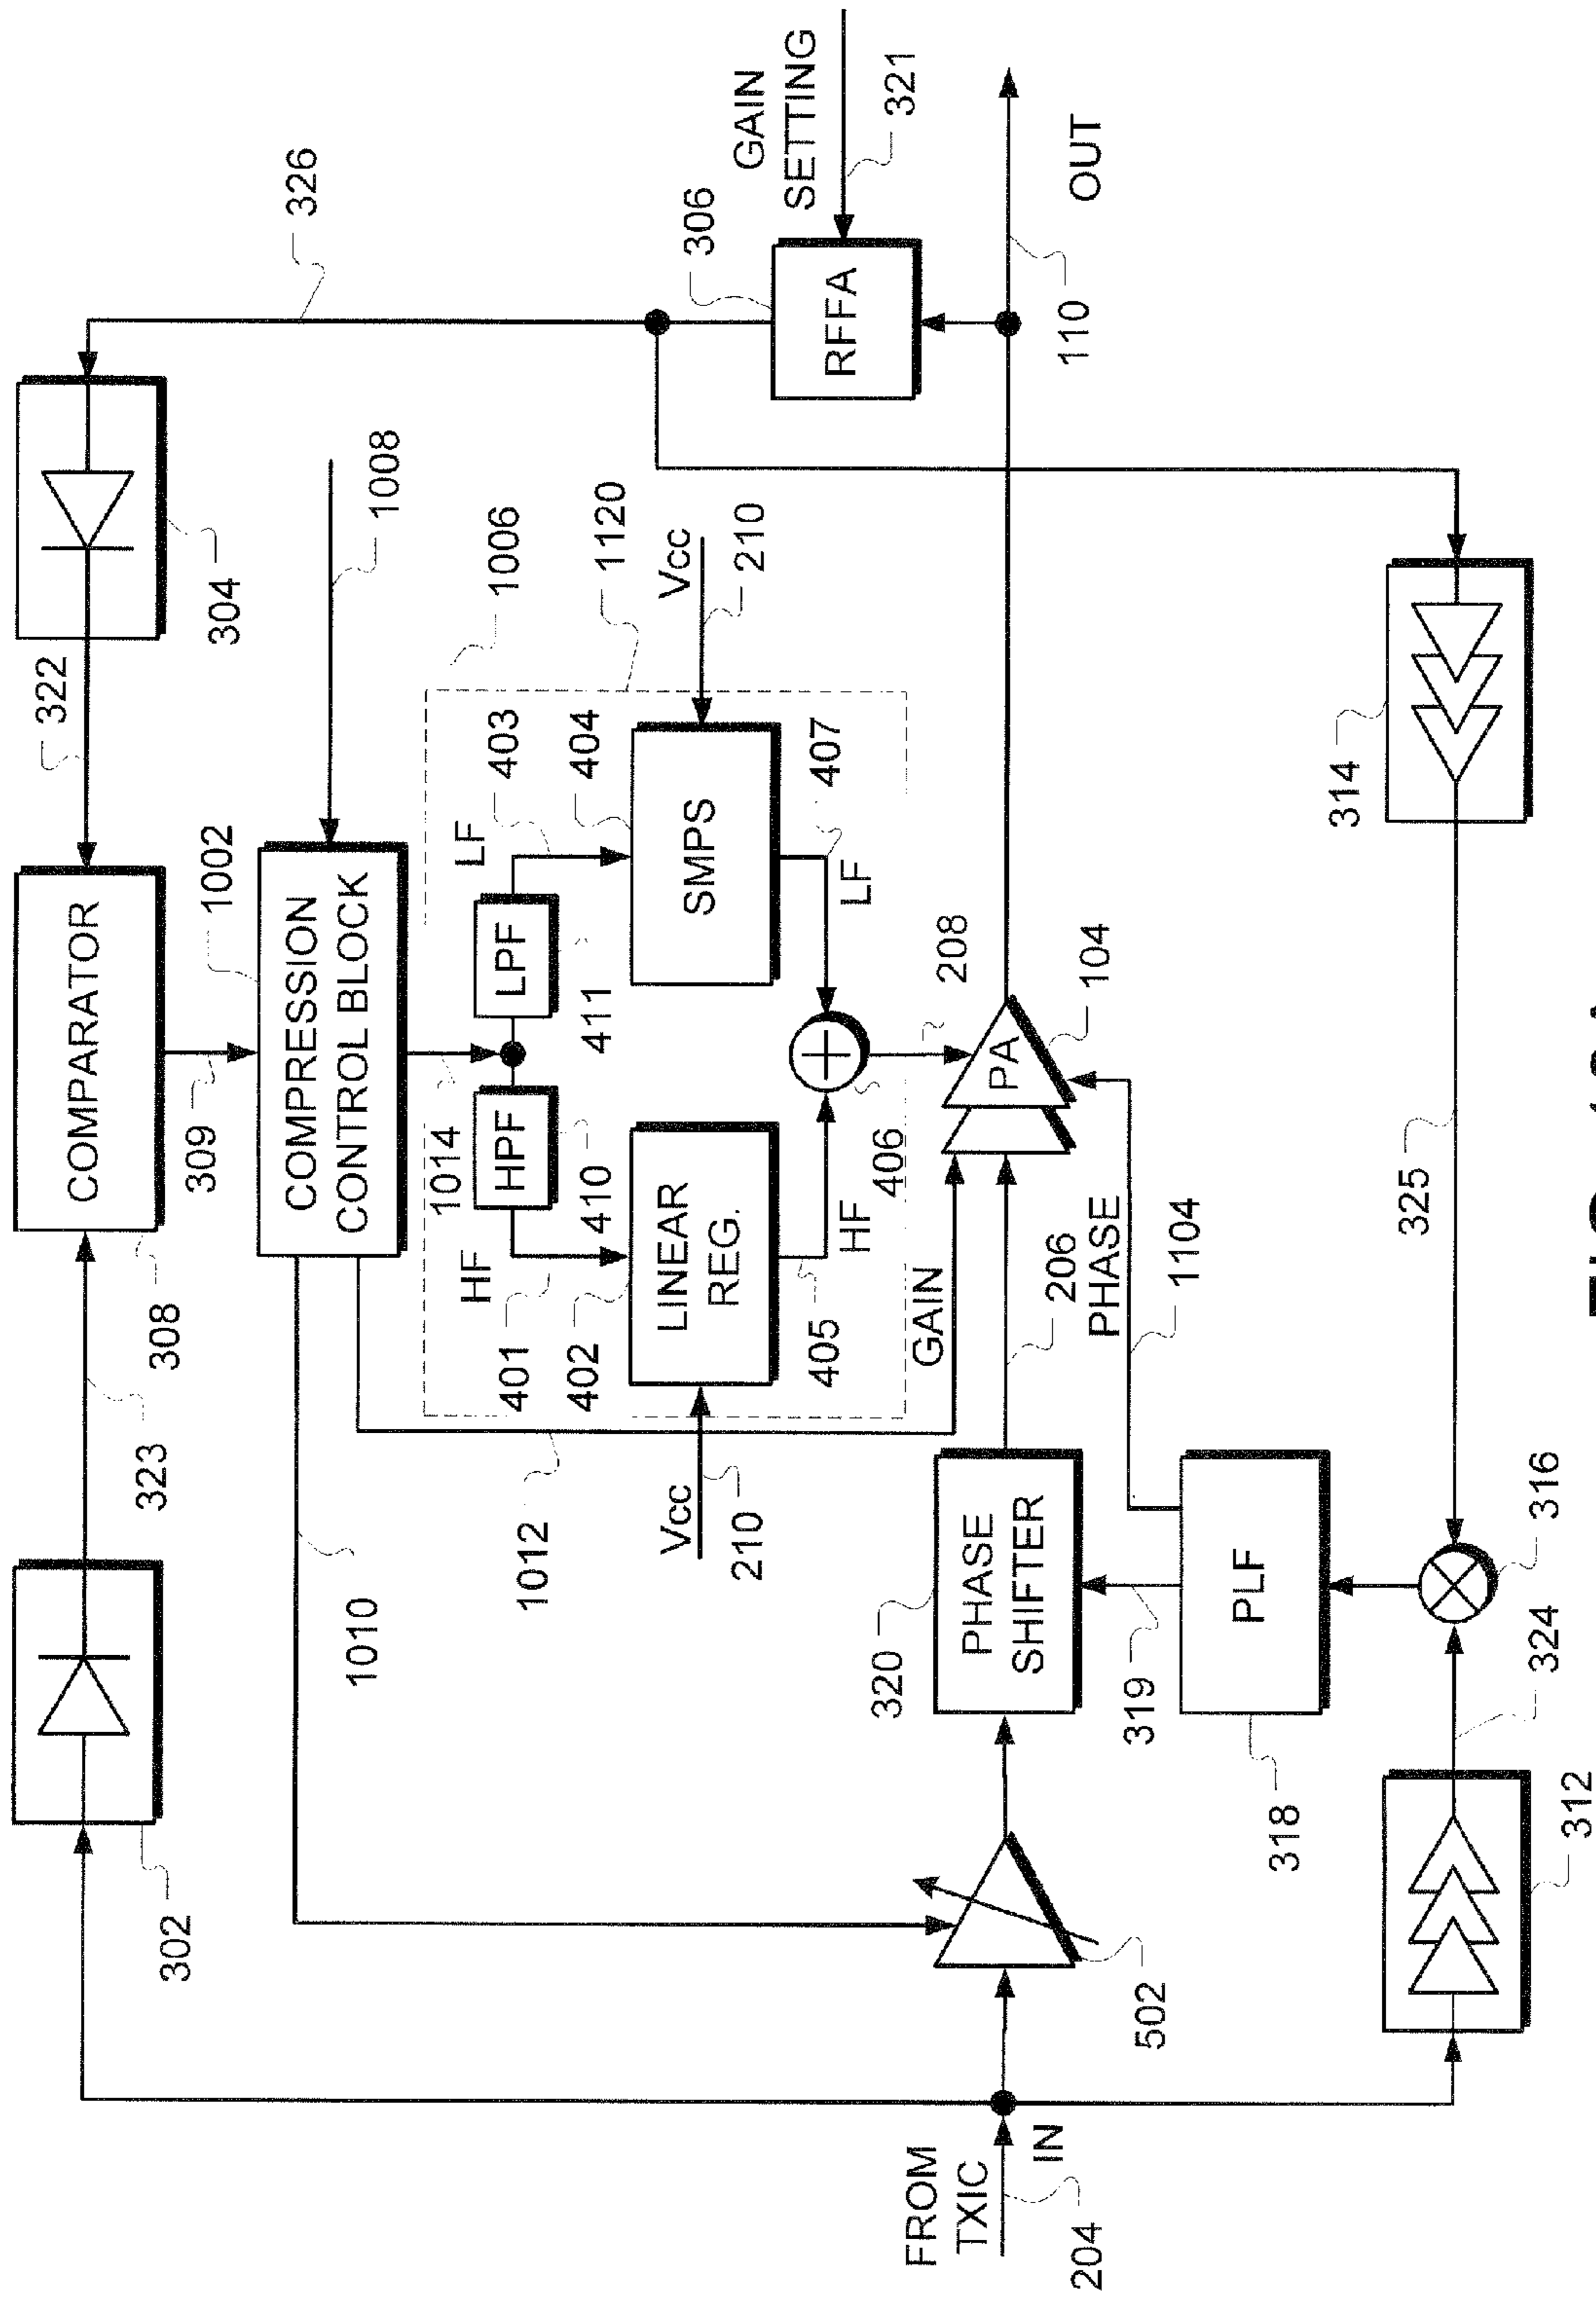 302
323
308
COMPARATOR
322
304
326
309
1002
COMPRESSION
CONTROL BLOCK
1008
1010
1012
1014
HF
401
HPF
410
LPF
411
LF
403
1006
1120
402
LINEAR
REG.
404
SMPS
Vcc
210
Vcc
210
405
HF
406
407
LF
208
GAIN
PA
104
306
RFFA
GAIN
SETTING
321
FROM
TXIC
204
IN
502
320
PHASE
SHIFTER
206
PHASE
1104
110
OUT
319
318
PLF
312
324
316
325
314